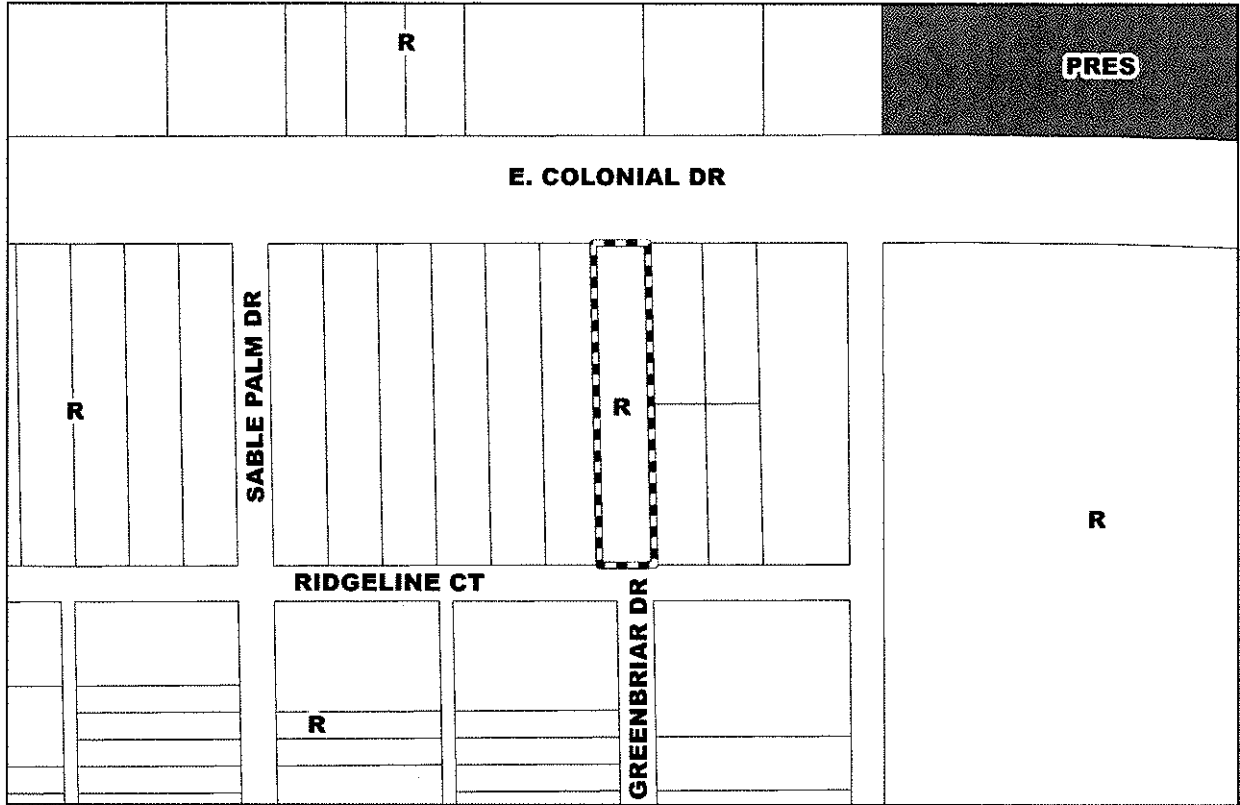 R
PRES
E. COLONIAL DR
SABLE PALM DR
R
R
R
RIDGELINE CT
GREENBRIAR DR
R